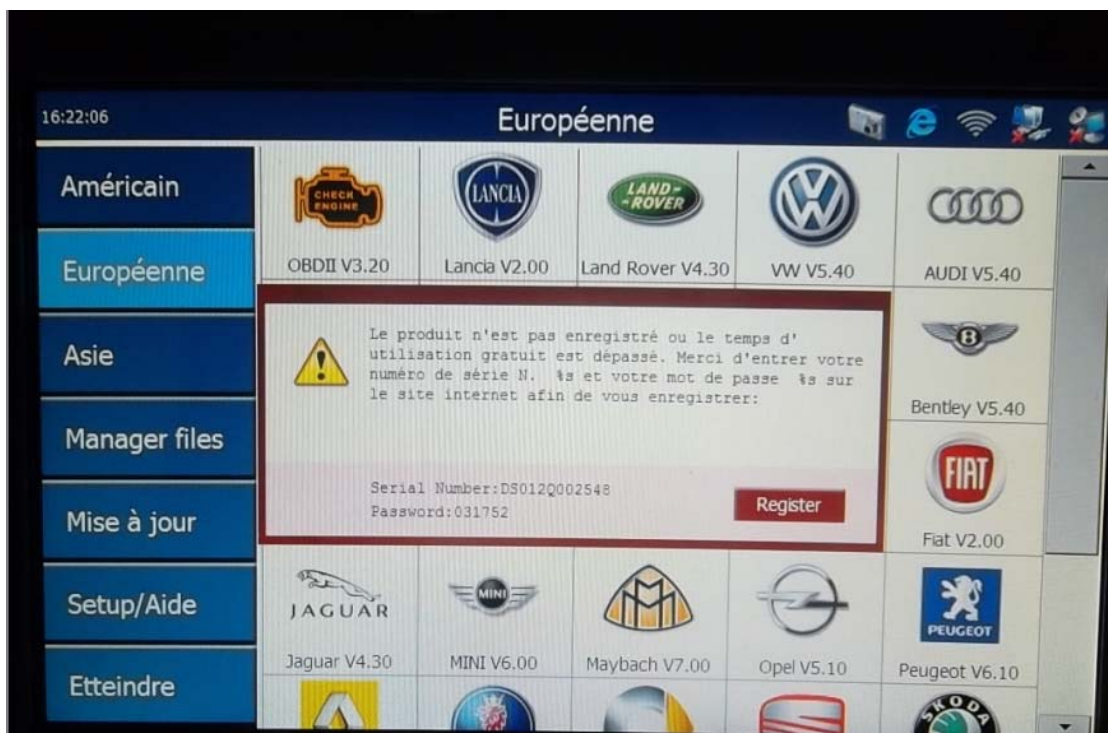 16:22:06
Européenne
Américain
Européenne
Asie
Manager files
Mise à jour
Setup/Aide
Etteindre
CHECK
ENGINE
OBDII V3.20
LANCIA
Lancia V2.00
LAND-
-ROVER
Land Rover V4.30
VW V5.40
AUDI V5.40
Le produit n'est pas enregistré ou le temps d'
utilisation gratuit est dépassé. Merci d'entrer votre
numéro de série N. %s et votre mot de passe %s sur
le site internet afin de vous enregistrer:
Serial Number:DS012Q002548
Password:031752
Register
B
Bentley V5.40
FIAT
Fiat V2.00
JAGUAR
Jaguar V4.30
MINI
MINI V6.00
Maybach V7.00
Opel V5.10
PEUGEOT
Peugeot V6.10
SKODA